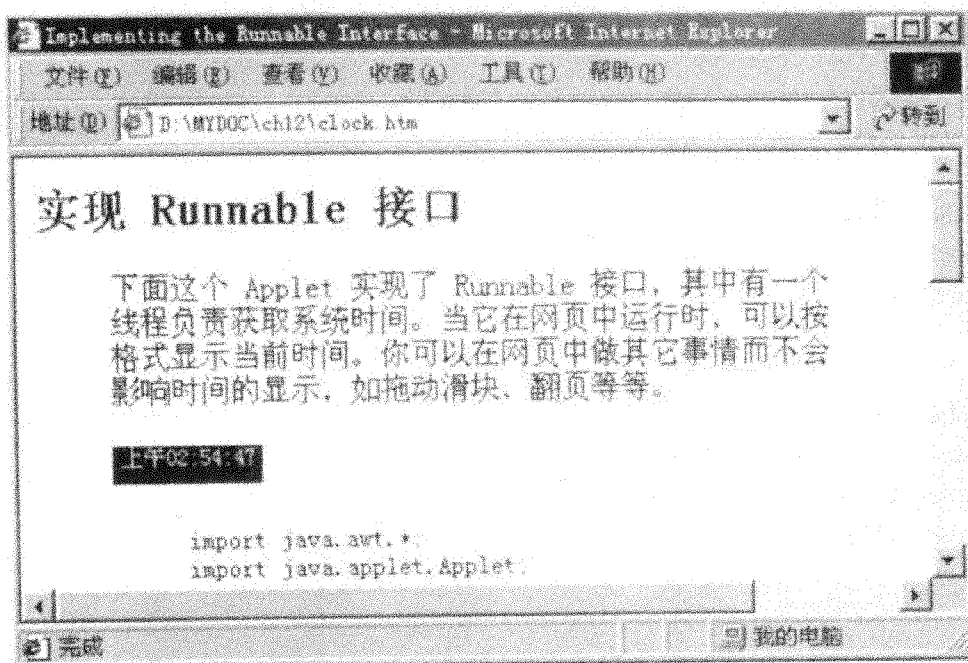 Implementing the Runnable Interface - Microsoft Internet Explorer
文件(F) 编辑(E) 查看(V) 收藏(A) 工具(T) 帮助(H)
地址(D) D:\MYDOC\ch12\clock.htm 转到
实现 Runnable 接口
下面这个 Applet 实现了 Runnable 接口，其中有一个
线程负责获取系统时间。当它在网页中运行时，可以按
格式显示当前时间。你可以在网页中做其它事情而不会
影响时间的显示，如拖动滑块、翻页等等。
上午02:54:47
import java.awt.*;
import java.applet.Applet;
完成 我的电脑